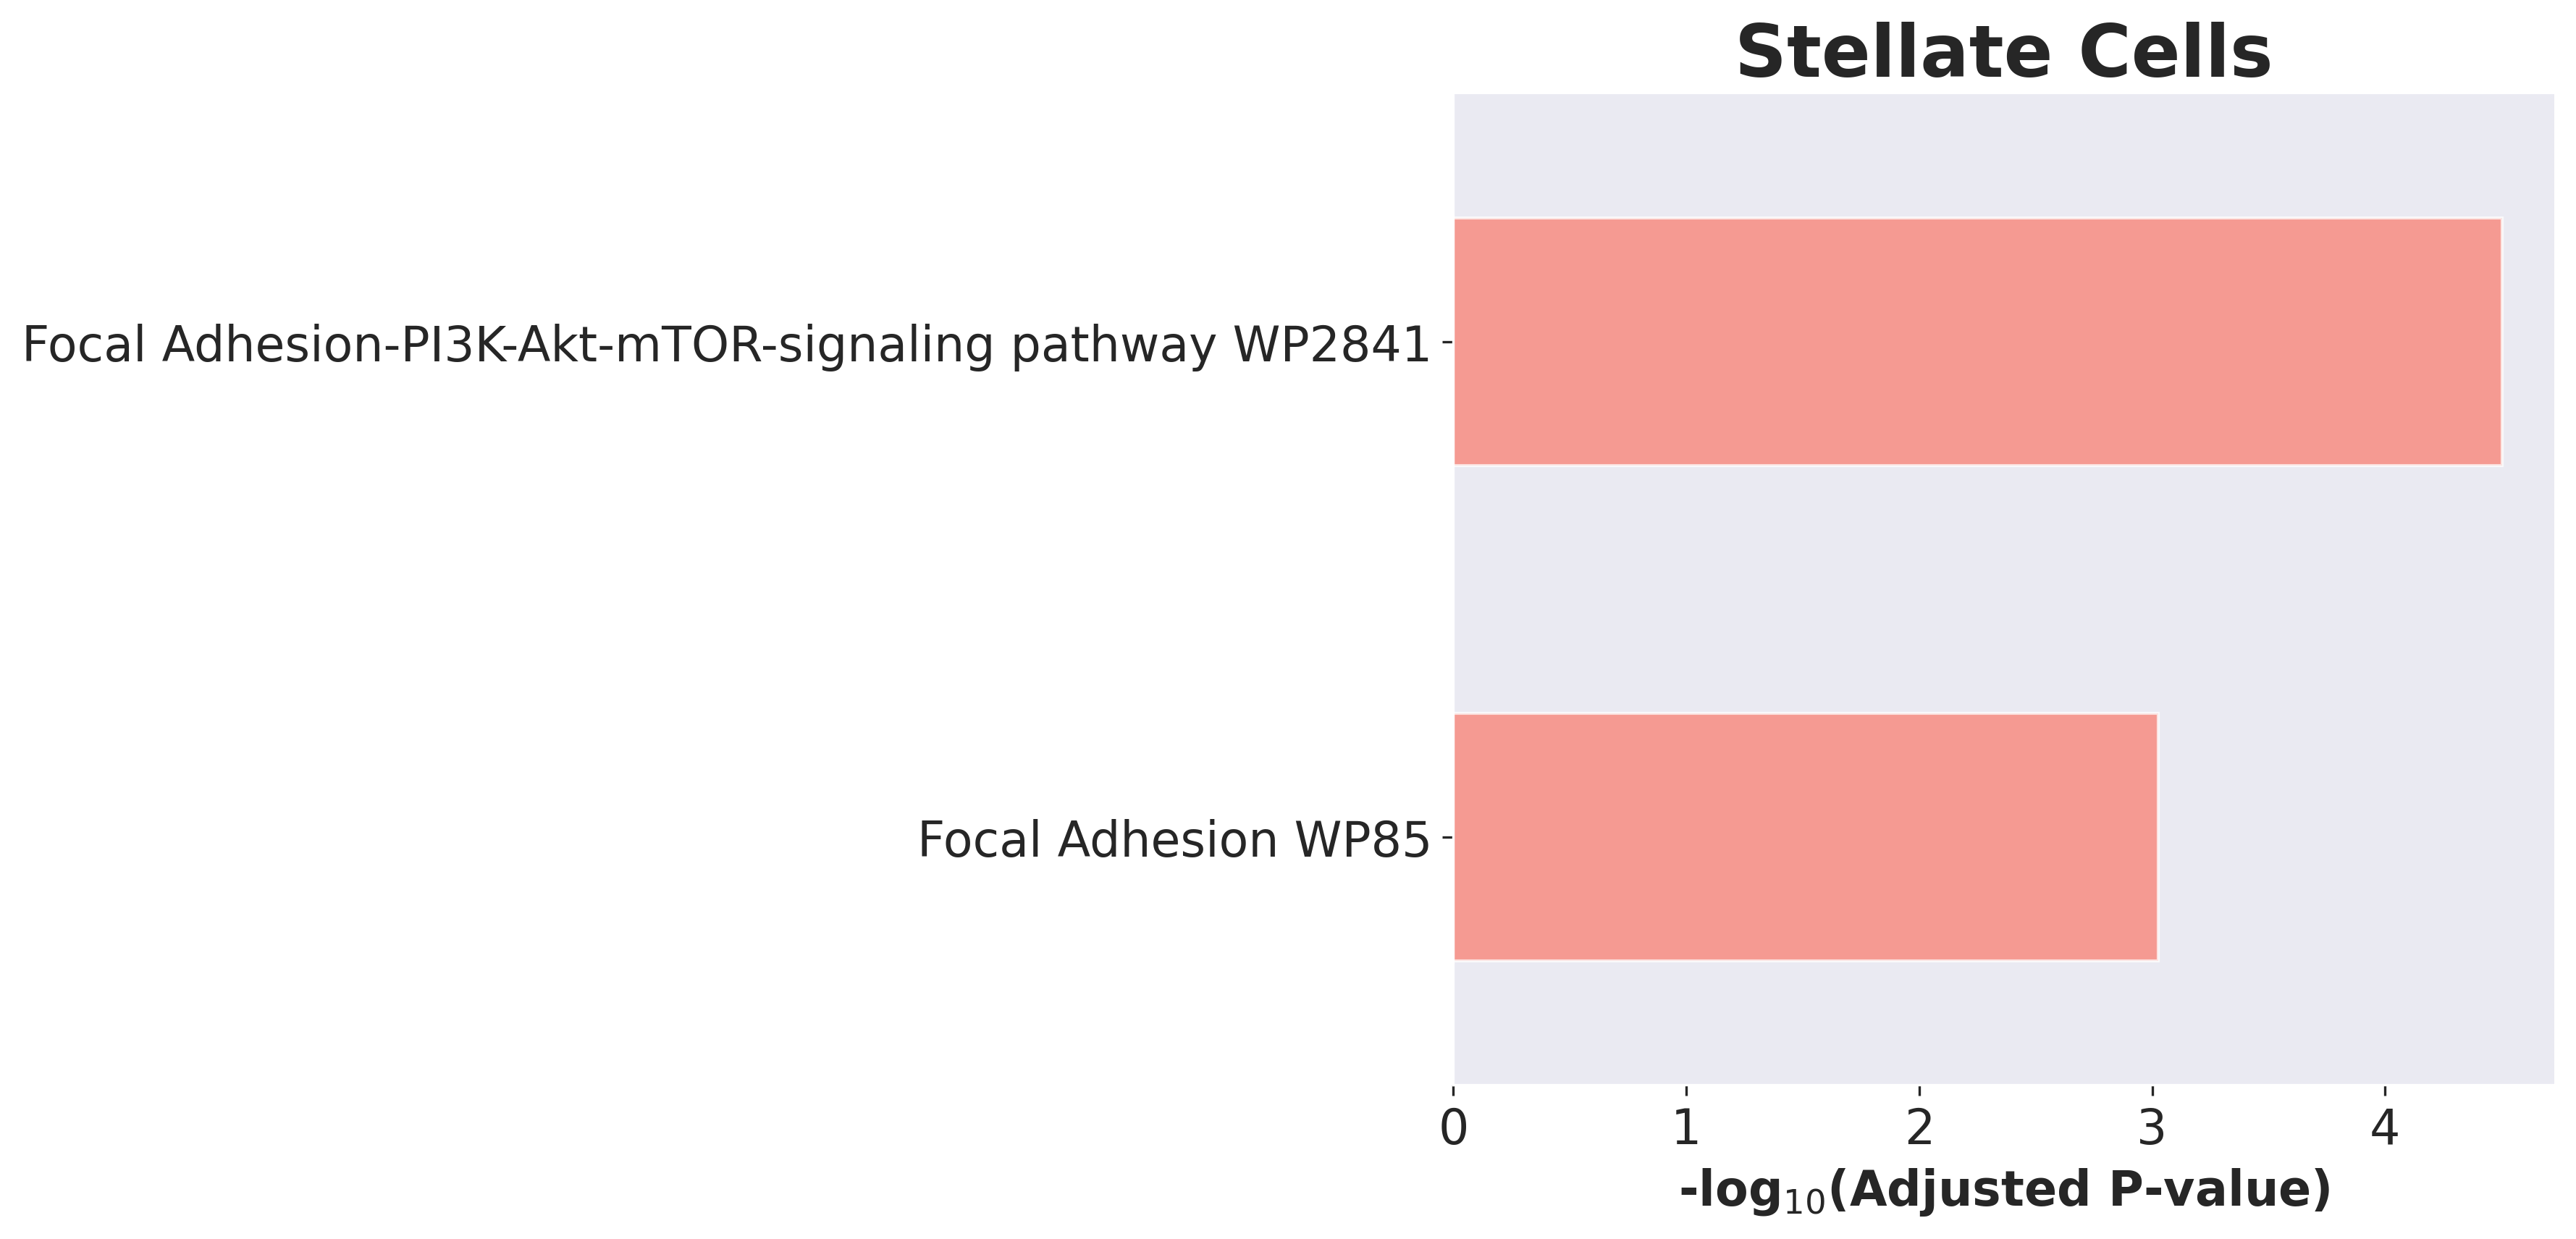 Stellate Cells
Focal Adhesion-PI3K-Akt-mTOR-signaling pathway WP2841
Focal Adhesion WP85
0 1 2 3 4
-log₁₀(Adjusted P-value)